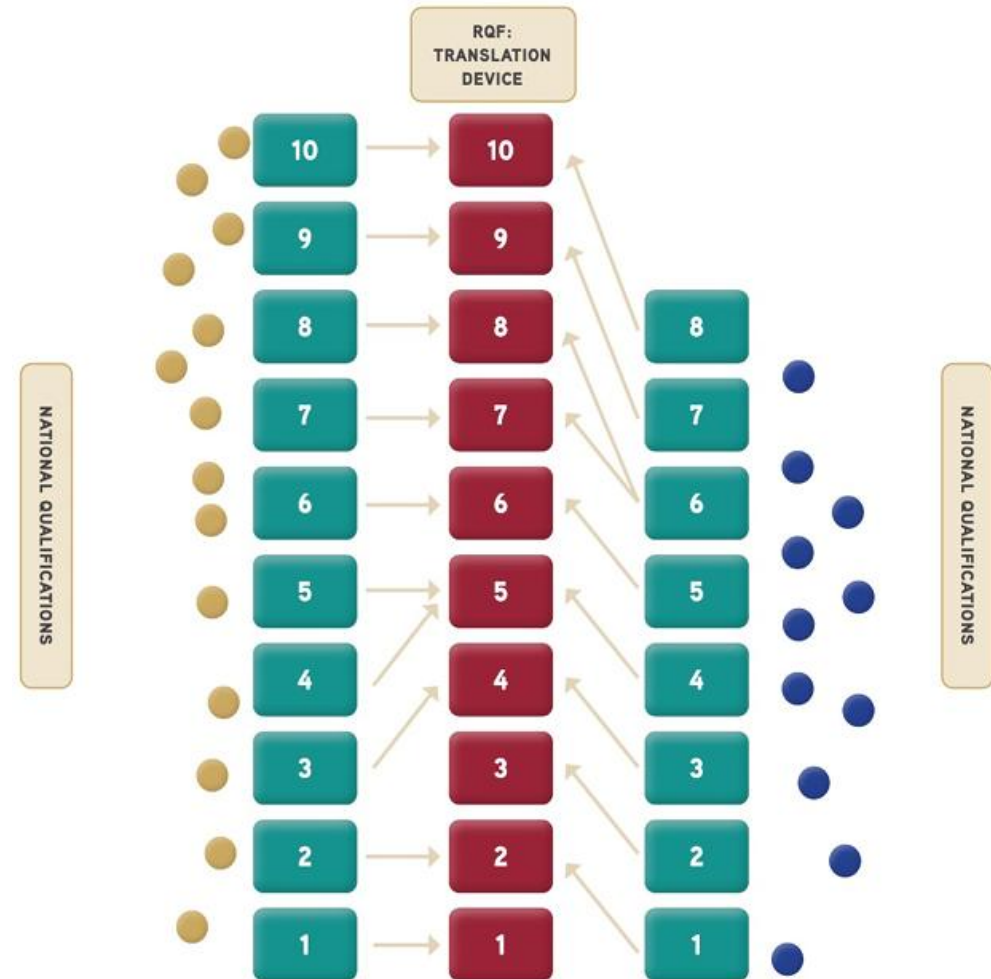 RQF:
TRANSLATION
DEVICE
10 10
9 9
8 8 8
7 7 7
6 6 6
5 5 5
4 4 4
3 3 3
2 2 2
1 1 1
NATIONAL QUALIFICATIONS
NATIONAL QUALIFICATIONS